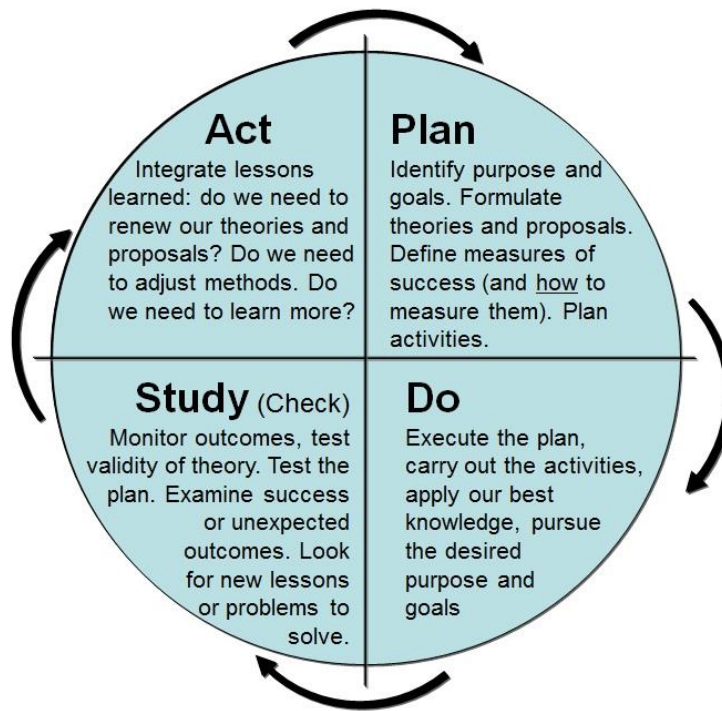 Act
Integrate lessons
learned: do we need to
renew our theories and
proposals? Do we need
to adjust methods. Do
we need to learn more?
Plan
Identify purpose and
goals. Formulate
theories and proposals.
Define measures of
success (and how to
measure them). Plan
activities.
Study (Check)
Monitor outcomes, test
validity of theory. Test the
plan. Examine success
or unexpected
outcomes. Look
for new lessons
or problems to
solve.
Do
Execute the plan,
carry out the activities,
apply our best
knowledge, pursue
the desired
purpose and
goals